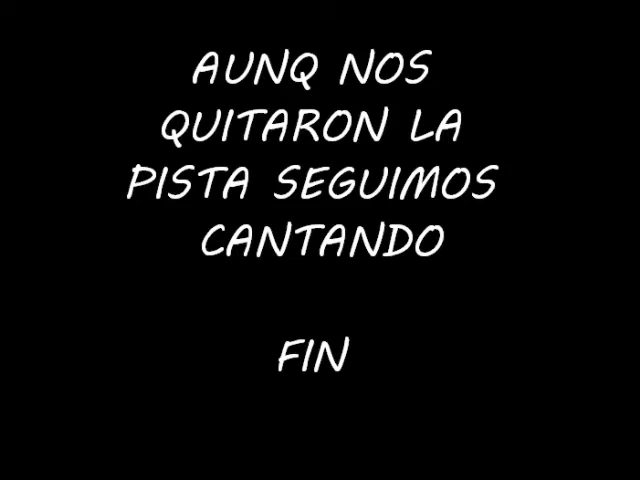 AUNQ NOS
QUITARON LA
PISTA SEGUIMOS
CANTANDO
FIN